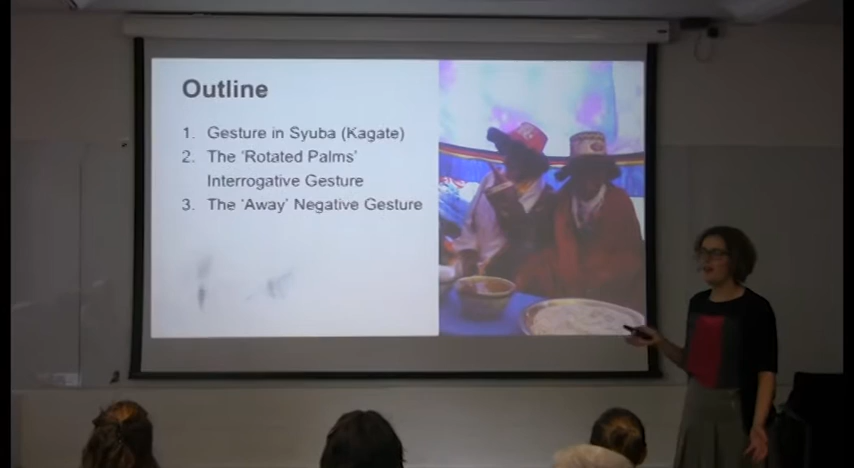 Outline
1. Gesture in Syuba (Kagate)
2. The 'Rotated Palms'
Interrogative Gesture
3. The 'Away' Negative Gesture